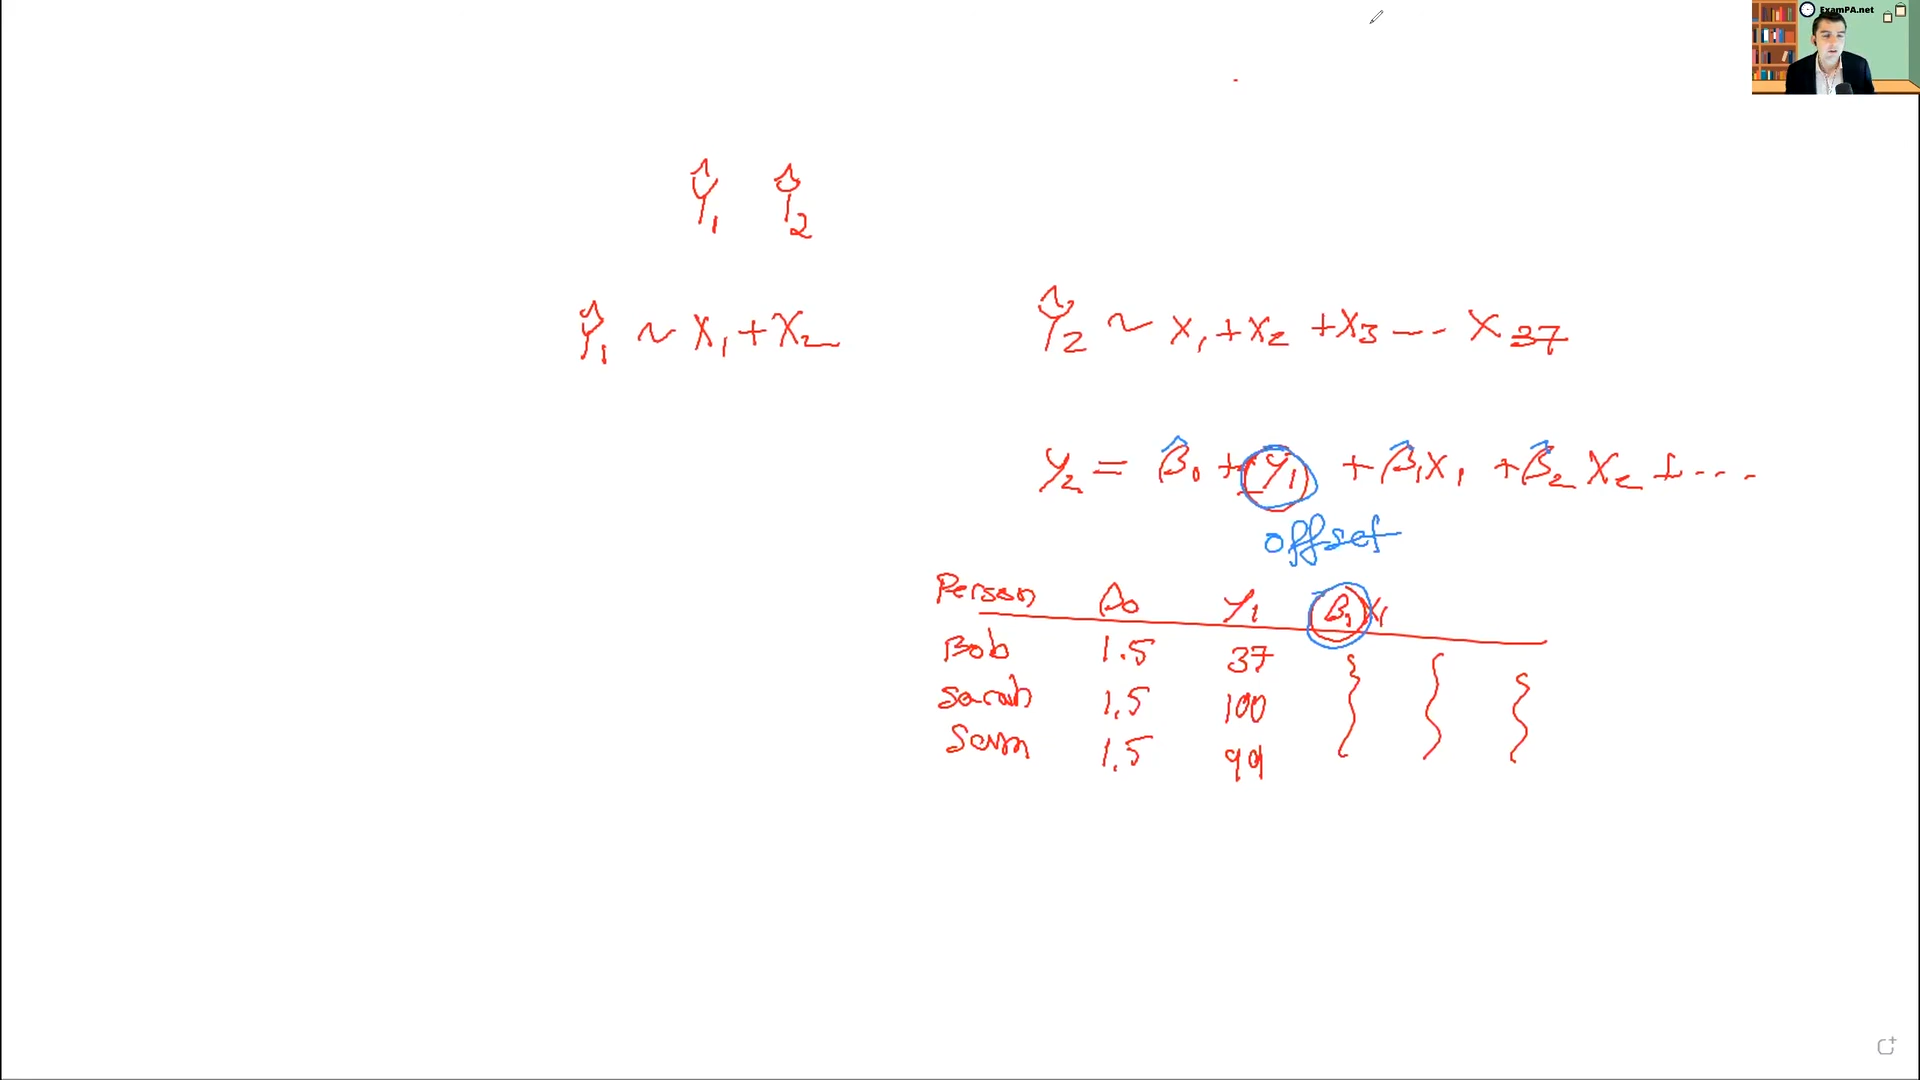 ExamPA.net
Ŷ₁ Ŷ₂
Ŷ₁ ~ X₁ + X₂
Ŷ₂ ~ X₁ + X₂ + X₃ --- X₃₇
Y₂ = β̂₀ + Y₁ + β̂₁X₁ + β̂₂X₂ + ...
offset
Person β₀ Y₁ β₁X₁
Bob 1.5 37
Sarah 1.5 100
Sam 1.5 99